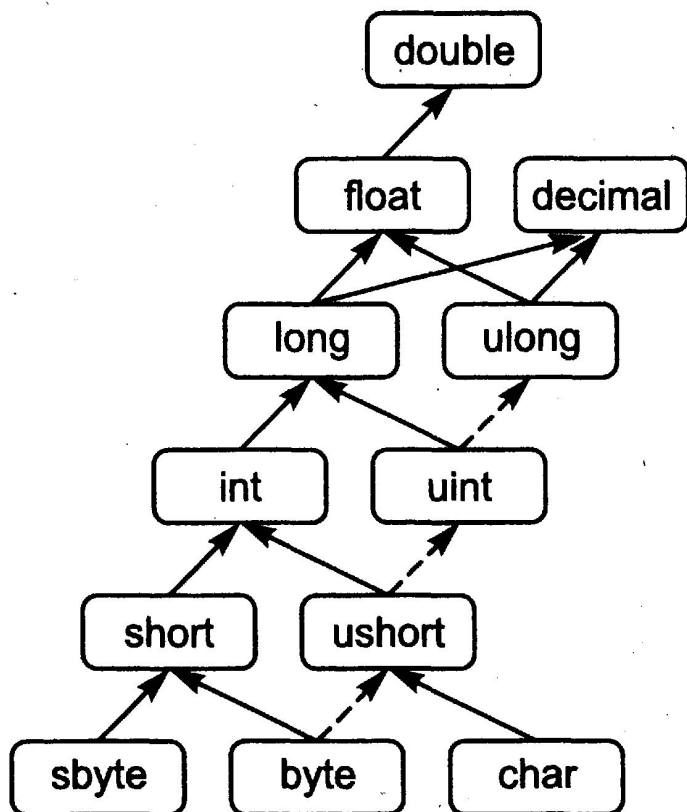 double
float decimal
long ulong
int uint
short ushort
sbyte byte char